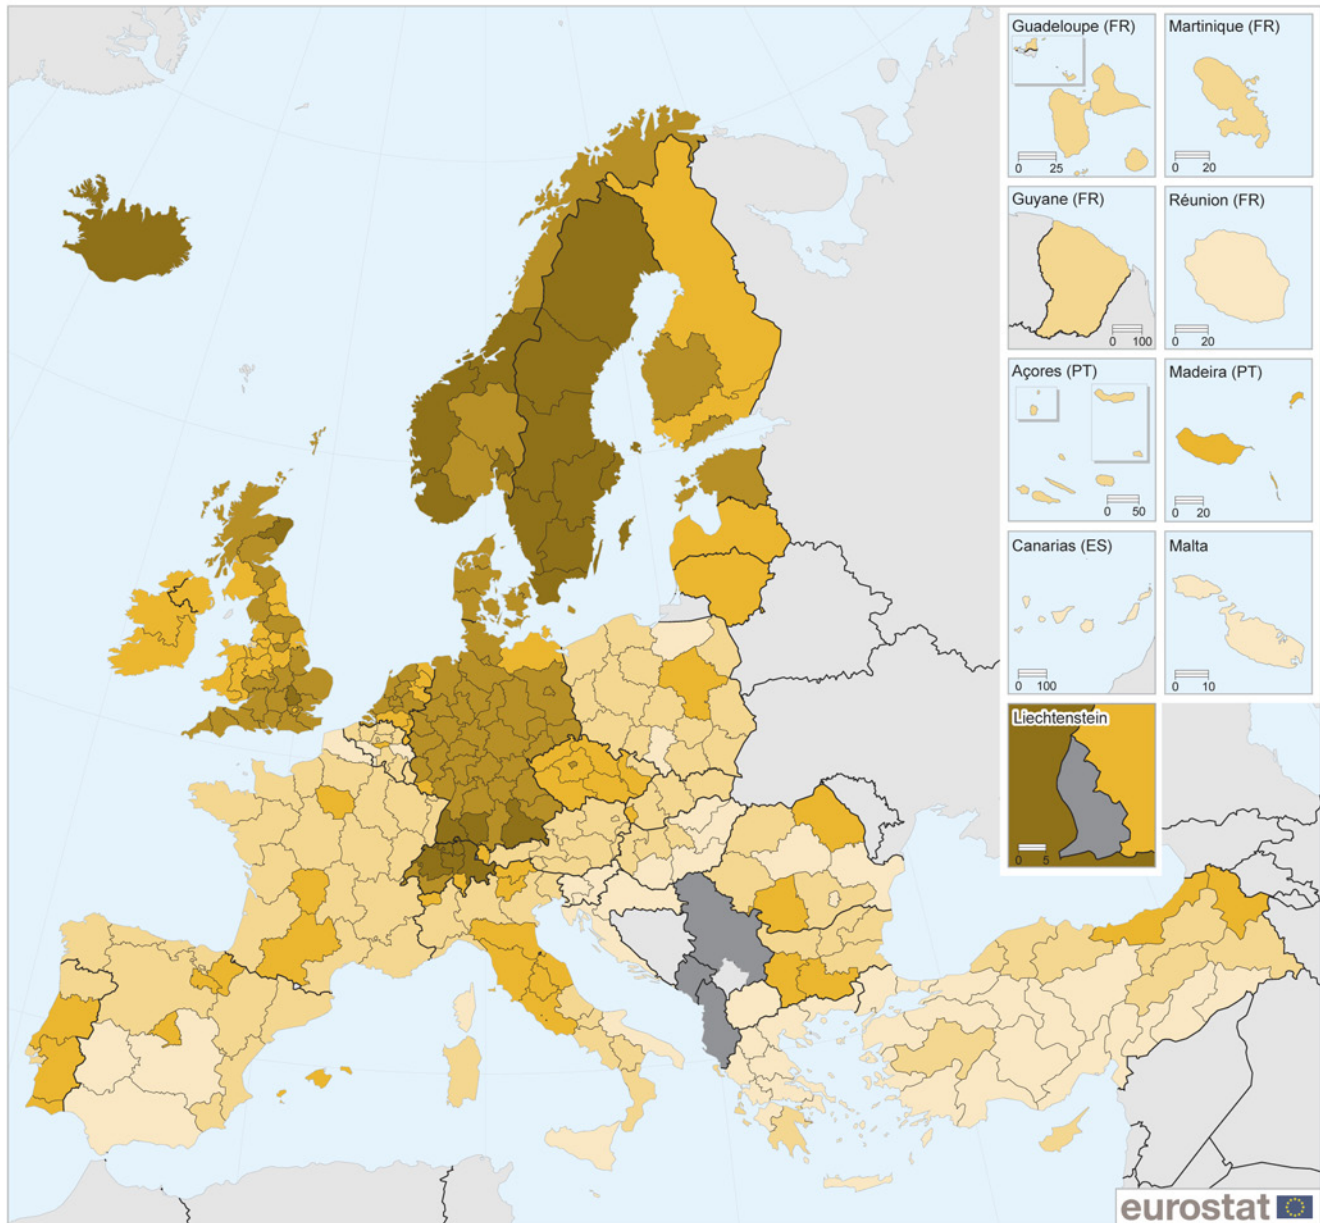 Guadeloupe (FR)
0 25
Martinique (FR)
0 20
Guyane (FR)
0 100
Réunion (FR)
0 20
Açores (PT)
0 50
Madeira (PT)
0 20
Canarias (ES)
0 100
Malta
0 10
Liechtenstein
0 5
eurostat